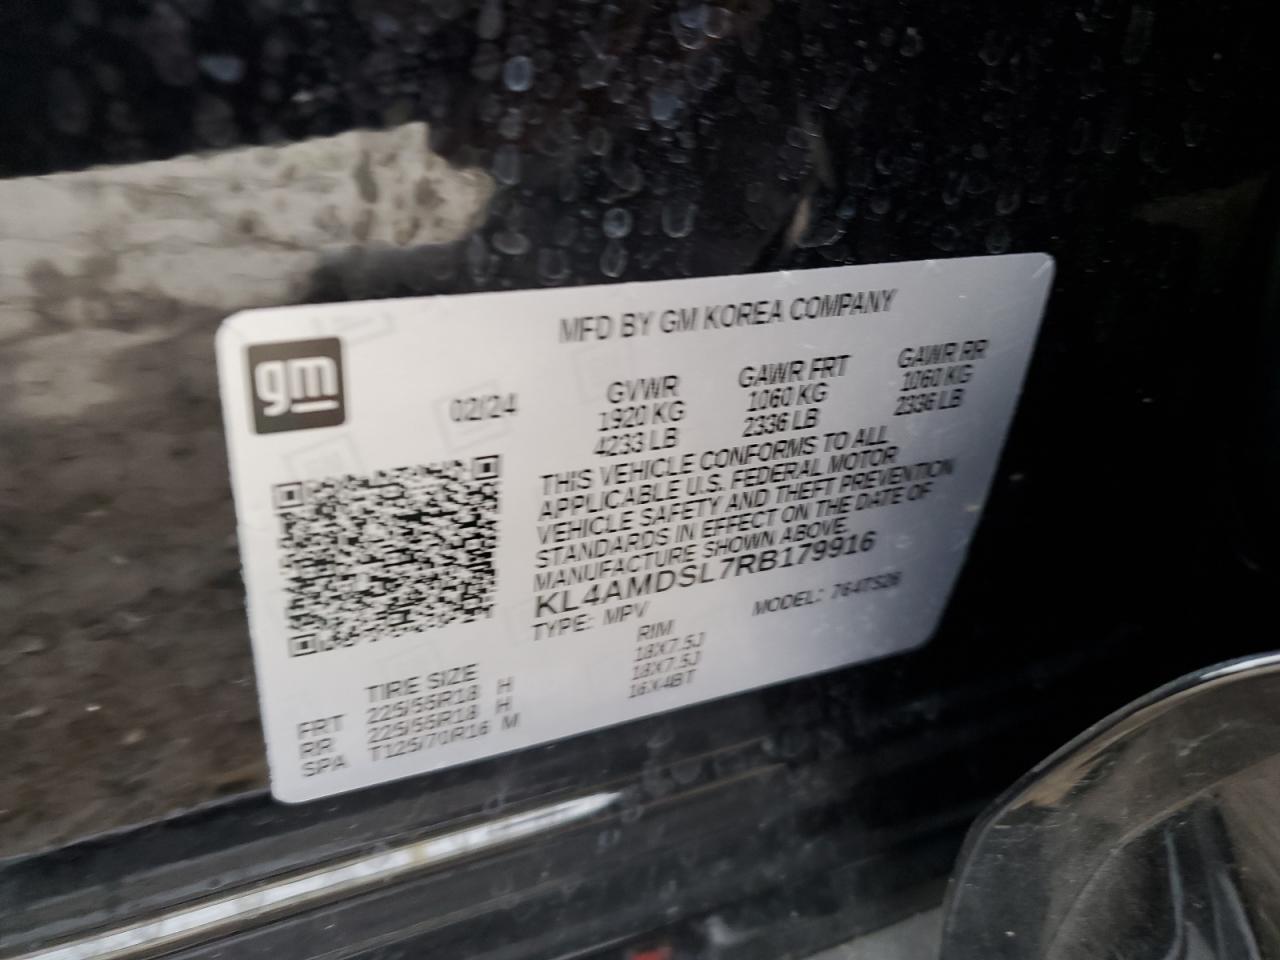 MFD BY GM KOREA COMPANY
gm
02/24
GVWR GAWR FRT GAWR RR
1920 KG 1060 KG 1060 KG
4233 LB 2336 LB 2336 LB
THIS VEHICLE CONFORMS TO ALL
APPLICABLE U.S. FEDERAL MOTOR
VEHICLE SAFETY AND THEFT PREVENTION
STANDARDS IN EFFECT ON THE DATE OF
MANUFACTURE SHOWN ABOVE.
KL4AMDSL7RB179916
TYPE: MPV MODEL: 
TIRE SIZE RIM
FRT 225/55R18 H 18X7.5J
RR 225/55R18 H 18X7.5J
SPA T125/70R16 M 16X4BT